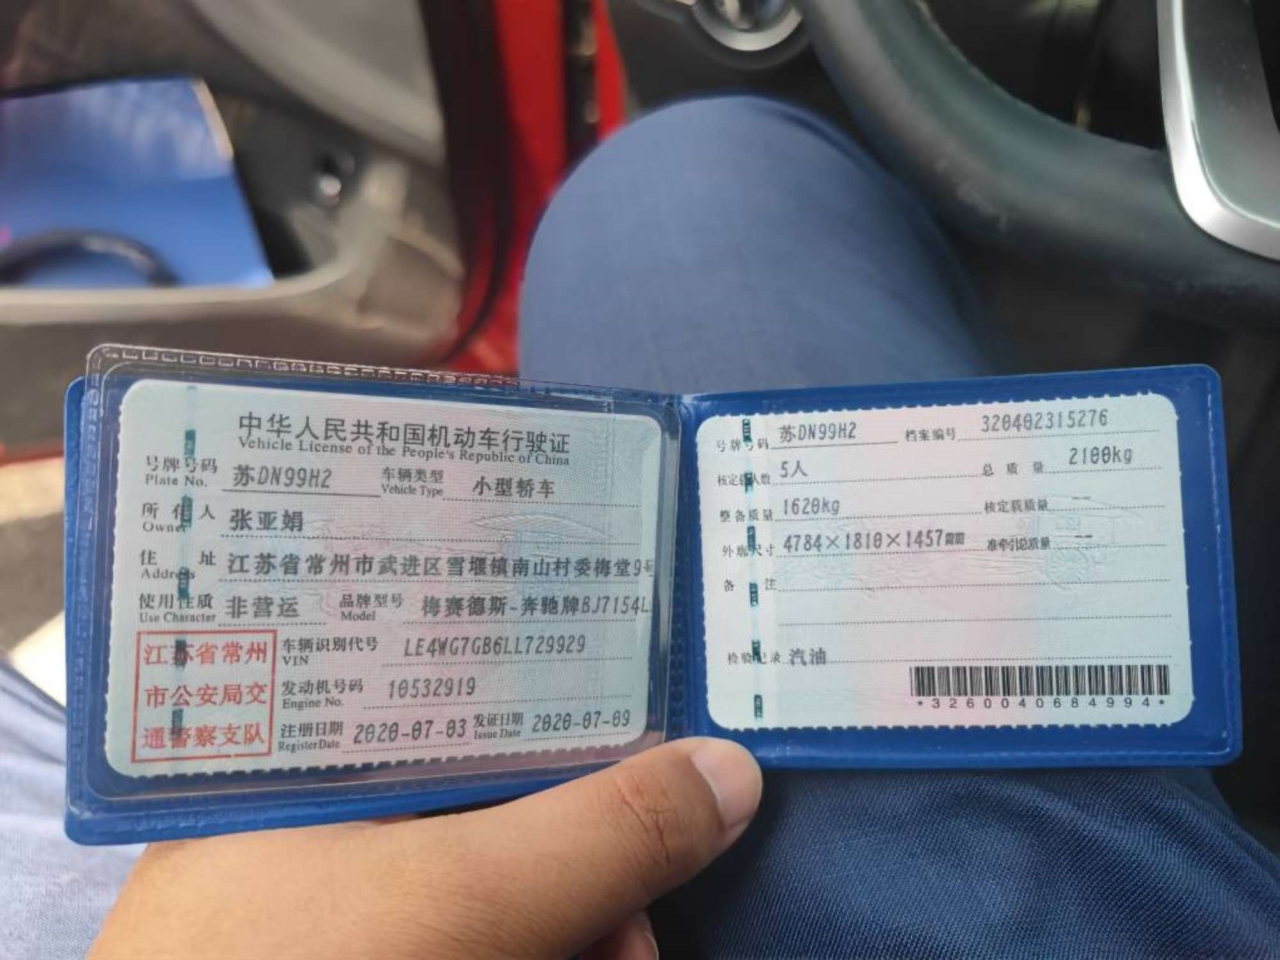 中华人民共和国机动车行驶证
Vehicle License of the People's Republic of China
号牌号码 苏DN99H2 车辆类型 小型轿车
Plate No. Vehicle Type
所有人 张亚娟
Owner
住址 江苏省常州市武进区雪堰镇南山村委梅堂9号
Address
使用性质 非营运 品牌型号 梅赛德斯-奔驰牌BJ7154L
Use Character Model
江苏省常州
市公安局交
通警察支队
车辆识别代号 LE4WG7GB6LL729929
VIN
发动机号码 10532919
Engine No.
注册日期 2020-07-03 发证日期 2020-07-09
Register Date Issue Date
号牌号码 苏DN99H2 档案编号 320402315276
核定载人数 5人 总质量 2100kg
整备质量 1620kg 核定载质量 --
外廓尺寸 4784×1810×1457mm 准牵引总质量 --
备注
检验记录 汽油
*3260040684994*